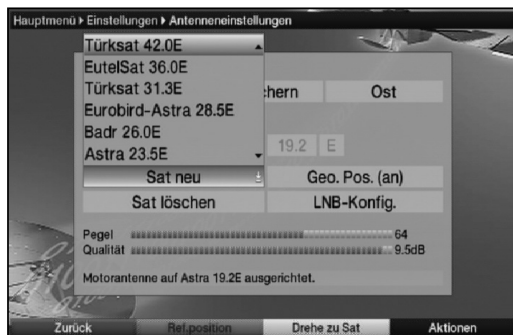 Hauptmenü ▸ Einstellungen ▸ Antenneneinstellungen
Türksat 42.0E
EutelSat 36.0E
Türksat 31.3E
Eurobird-Astra 28.5E
Badr 26.0E
Astra 23.5E
chern
Ost
19.2 E
Sat neu
Geo. Pos. (an)
Sat löschen
LNB-Konfig.
Pegel 64
Qualität 9.5dB
Motorantenne auf Astra 19.2E ausgerichtet.
Zurück Ref.position Drehe zu Sat Aktionen